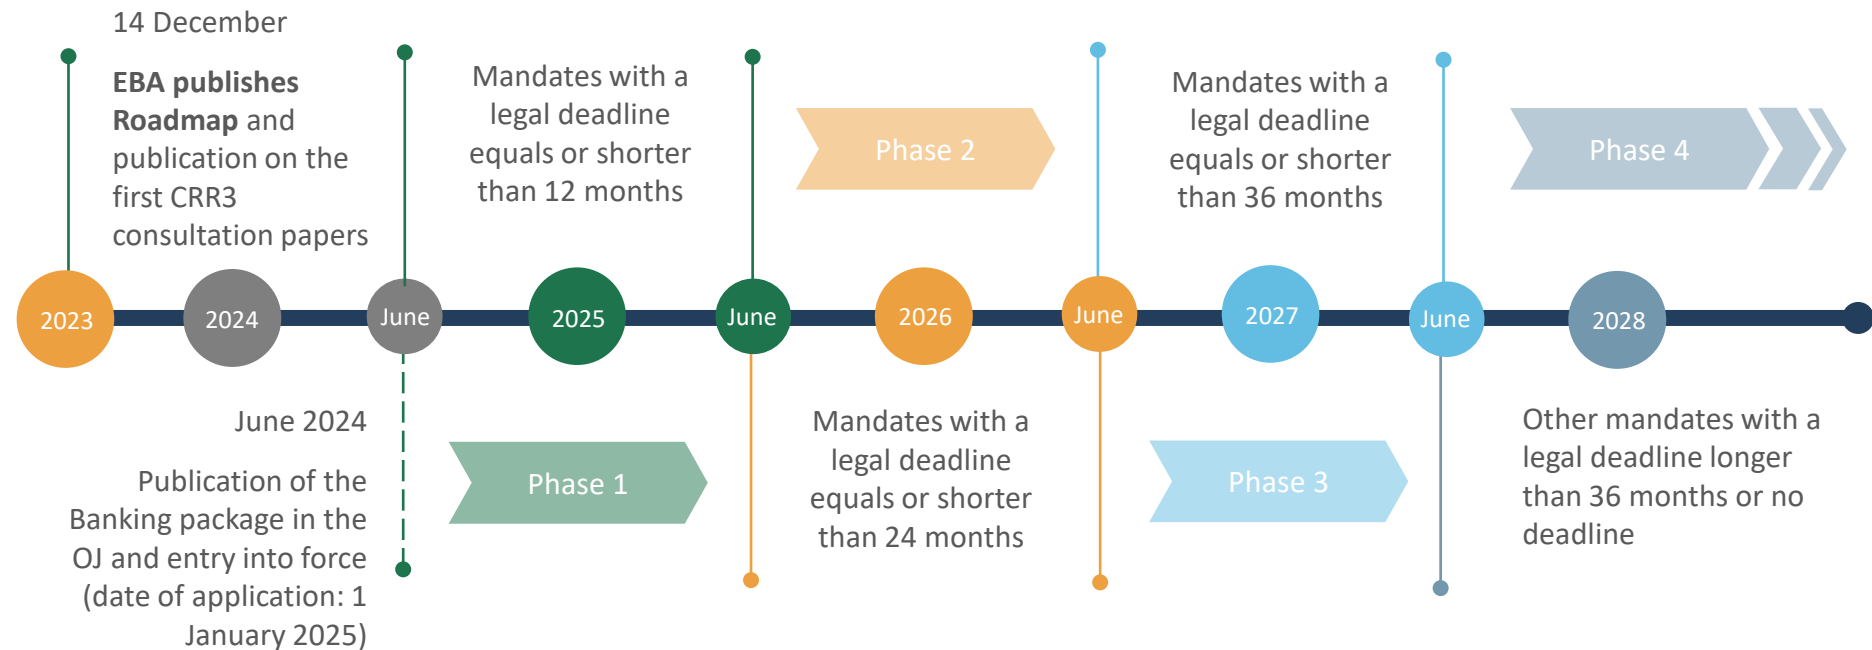 14 December
EBA publishes
Roadmap and
publication on the
first CRR3
consultation papers
Mandates with a
legal deadline
equals or shorter
than 12 months
Phase 2
Mandates with a
legal deadline
equals or shorter
than 36 months
Phase 4
2023
2024
June
2025
June
2026
June
2027
June
2028
June 2024
Publication of the
Banking package in the
OJ and entry into force
(date of application: 1
January 2025)
Phase 1
Mandates with a
legal deadline
equals or shorter
than 24 months
Phase 3
Other mandates with a
legal deadline longer
than 36 months or no
deadline